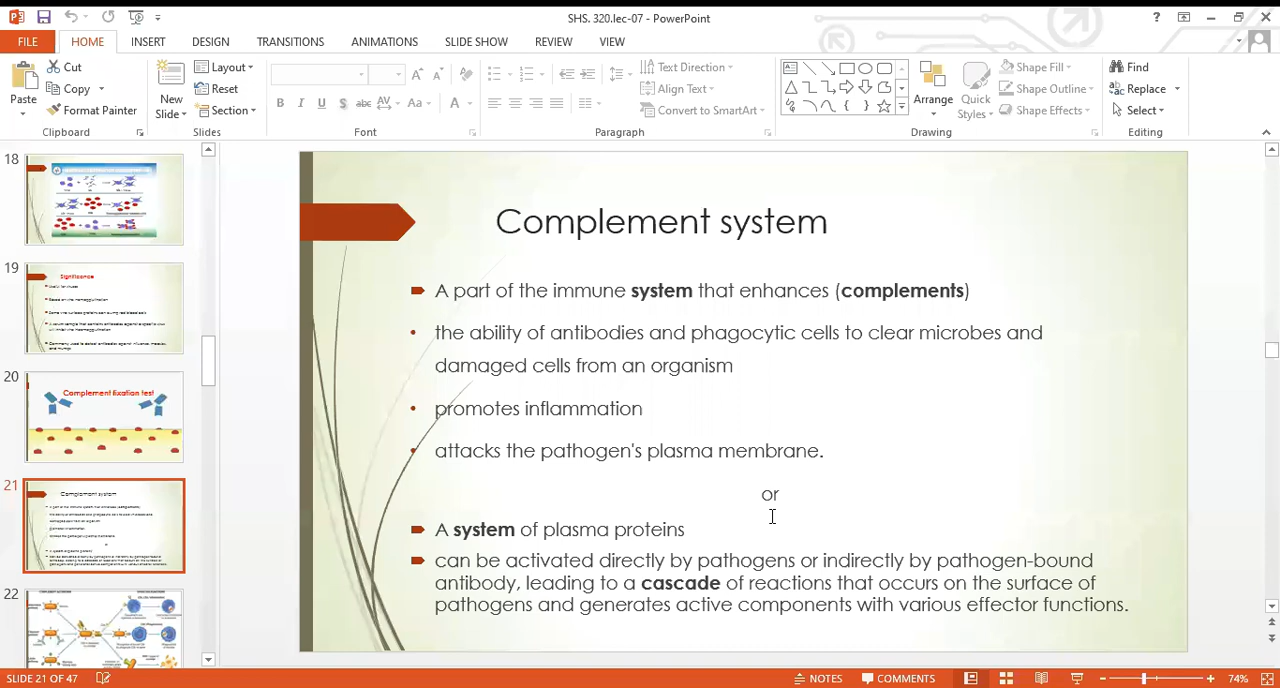 SHS. 320.lec-07 - PowerPoint
FILE HOME INSERT DESIGN TRANSITIONS ANIMATIONS SLIDE SHOW REVIEW VIEW
Paste
Cut
Copy
Format Painter
Clipboard
New Slide
Layout
Reset
Section
Slides
Font
Text Direction
Align Text
Convert to SmartArt
Paragraph
Arrange
Quick Styles
Shape Fill
Shape Outline
Shape Effects
Drawing
Find
Replace
Select
Editing
18
19
Significance
20
Complement fixation test
21
Complement system
22
Complement system
A part of the immune system that enhances (complements)
the ability of antibodies and phagocytic cells to clear microbes and
damaged cells from an organism
promotes inflammation
attacks the pathogen's plasma membrane.
or
A system of plasma proteins
can be activated directly by pathogens or indirectly by pathogen-bound
antibody, leading to a cascade of reactions that occurs on the surface of
pathogens and generates active components with various effector functions.
SLIDE 21 OF 47 NOTES COMMENTS 74%